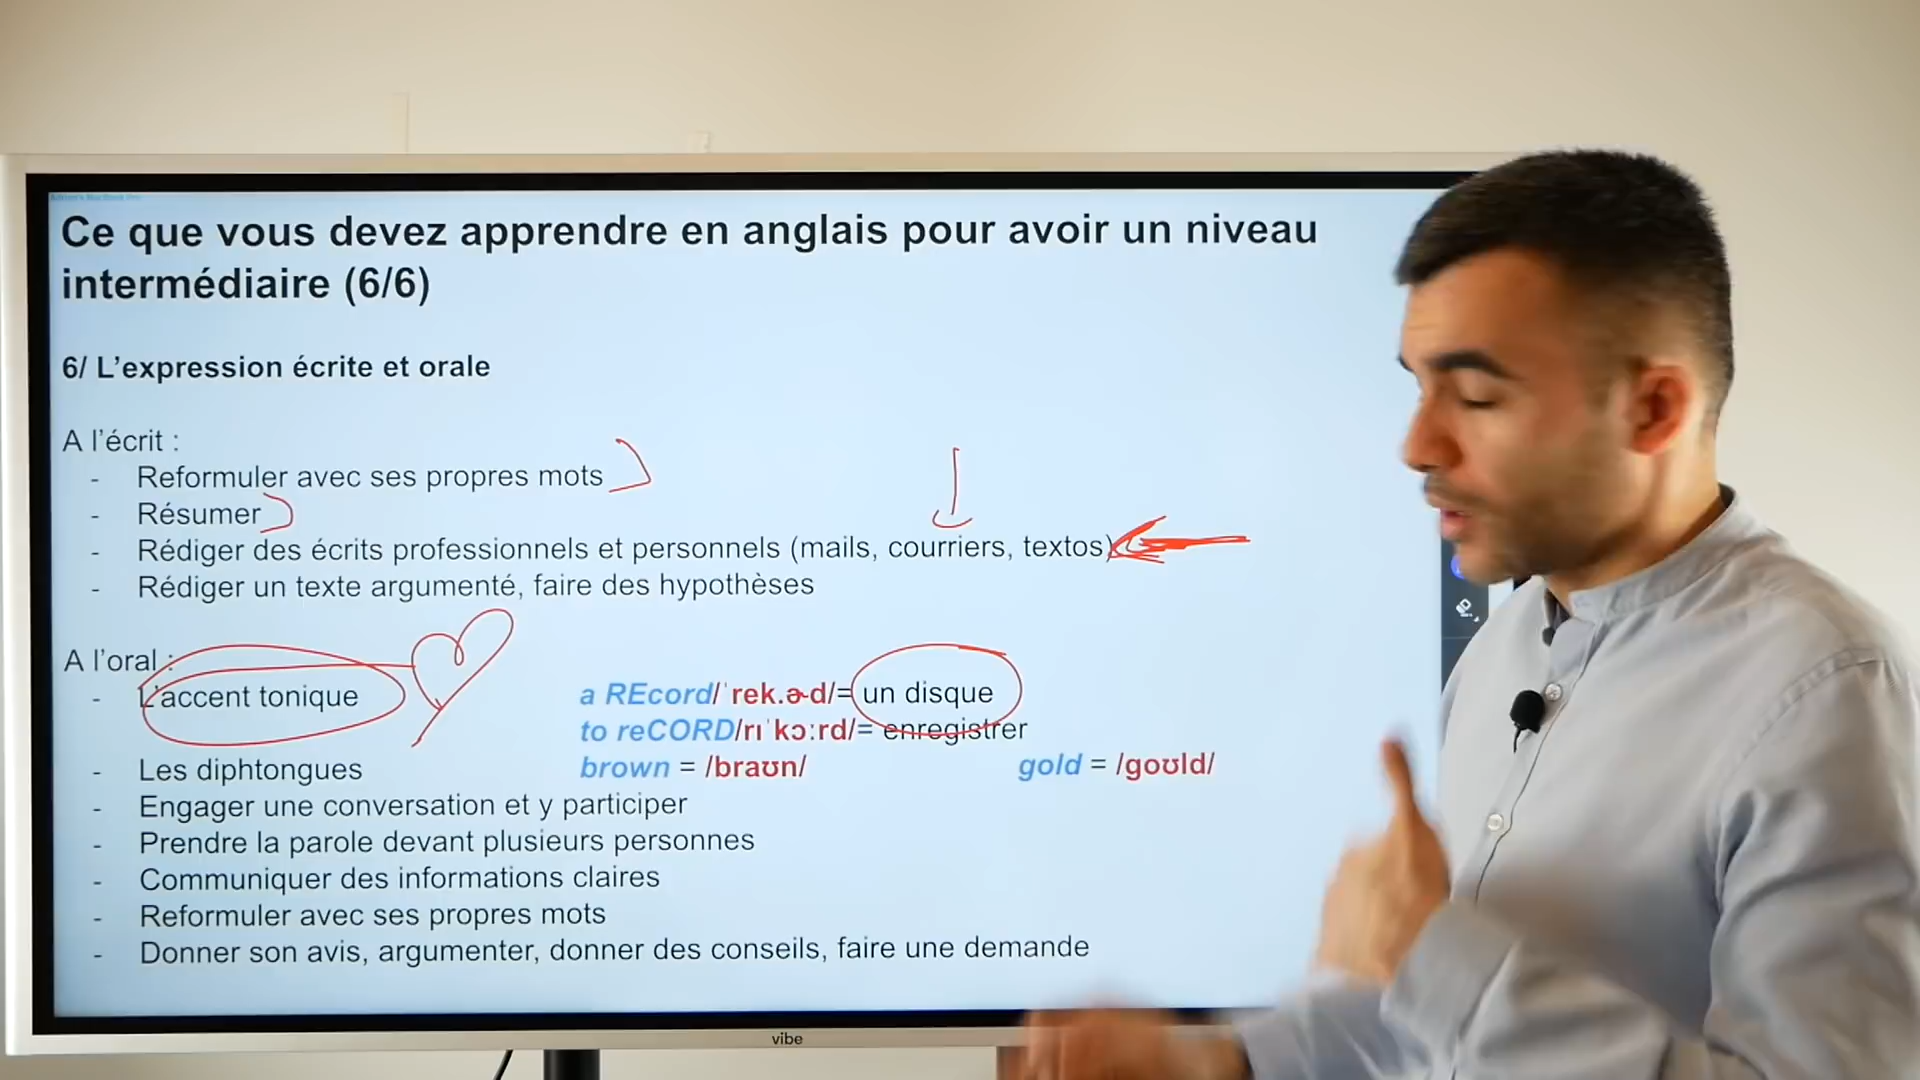 Ce que vous devez apprendre en anglais pour avoir un niveau
intermédiaire (6/6)
6/ L'expression écrite et orale
A l'écrit :
- Reformuler avec ses propres mots
- Résumer
- Rédiger des écrits professionnels et personnels (mails, courriers, textos)
- Rédiger un texte argumenté, faire des hypothèses
A l'oral :
- L'accent tonique
a REcord/ˈrek.ɚd/= un disque
to reCORD/rɪˈkɔːrd/= enregistrer
- Les diphtongues
brown = /braʊn/ gold = /goʊld/
- Engager une conversation et y participer
- Prendre la parole devant plusieurs personnes
- Communiquer des informations claires
- Reformuler avec ses propres mots
- Donner son avis, argumenter, donner des conseils, faire une demande
vibe